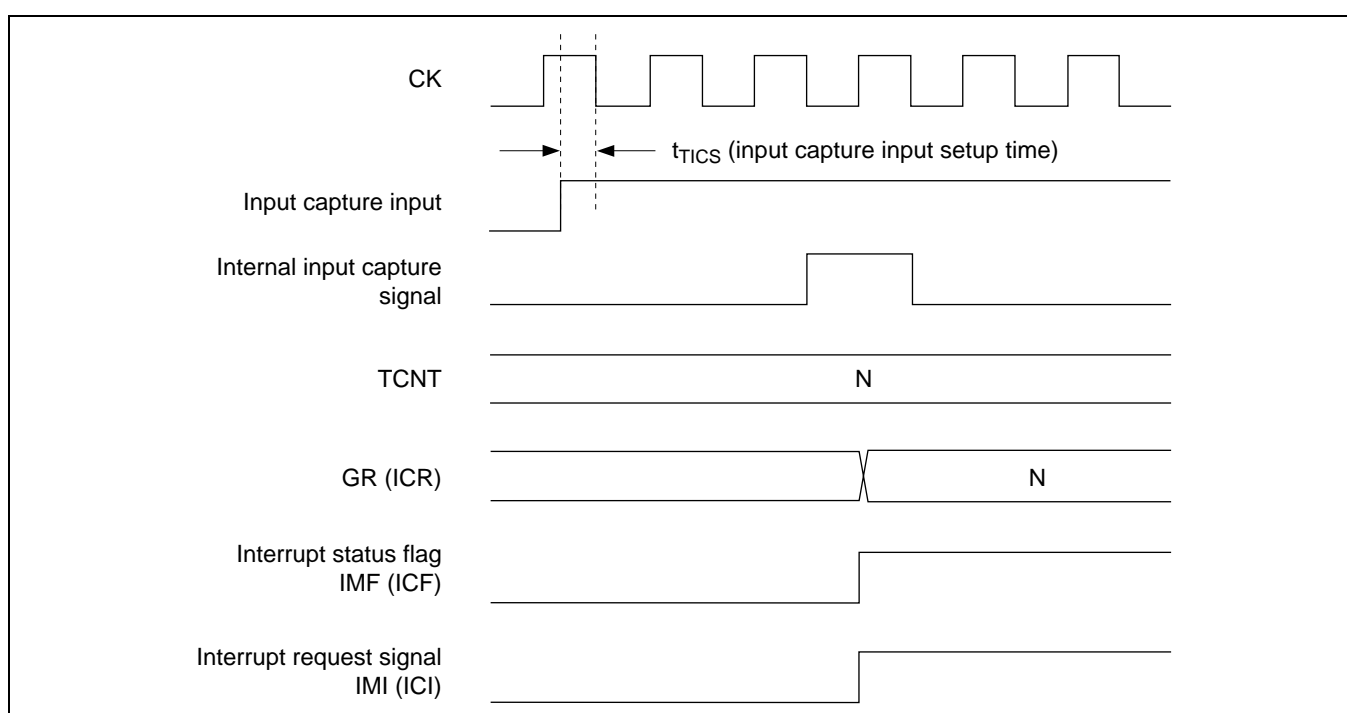 CK
tTICS (input capture input setup time)
Input capture input
Internal input capture
signal
TCNT
N
GR (ICR)
N
Interrupt status flag
IMF (ICF)
Interrupt request signal
IMI (ICI)